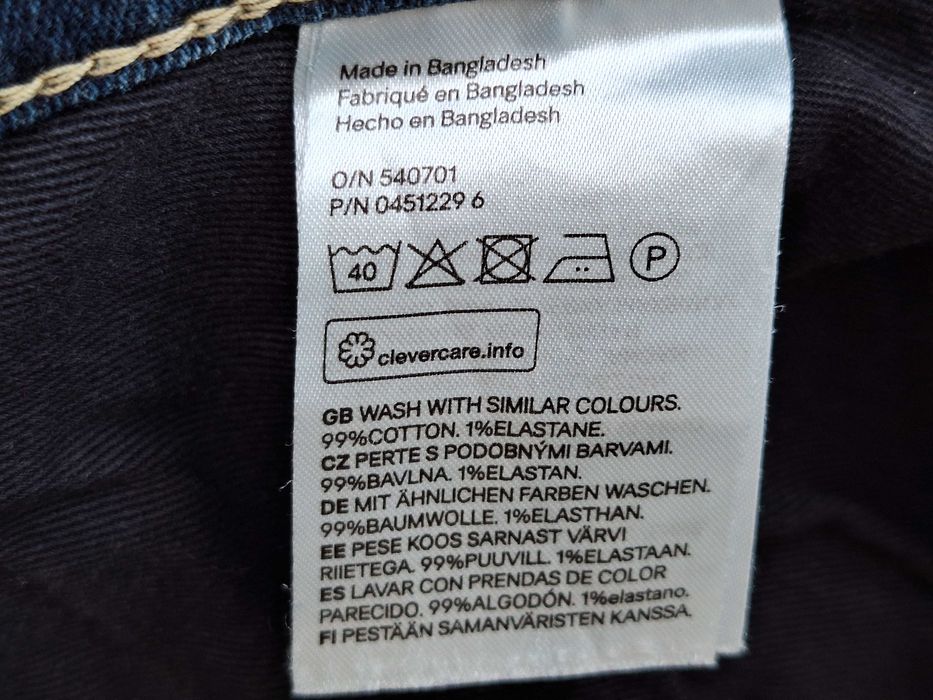 Made in Bangladesh
Fabriqué en Bangladesh
Hecho en Bangladesh
O/N 540701
P/N 0451229 6
40 P
clevercare.info
GB WASH WITH SIMILAR COLOURS.
99%COTTON. 1%ELASTANE.
CZ PERTE S PODOBNÝMI BARVAMI.
99%BAVLNA. 1%ELASTAN.
DE MIT ÄHNLICHEN FARBEN WASCHEN.
99%BAUMWOLLE. 1%ELASTHAN.
EE PESE KOOS SARNAST VÄRVI
RIIETEGA. 99%PUUVILL. 1%ELASTAAN.
ES LAVAR CON PRENDAS DE COLOR
PARECIDO. 99%ALGODÓN. 1%elastano.
FI PESTÄÄN SAMANVÄRISTEN KANSSA.